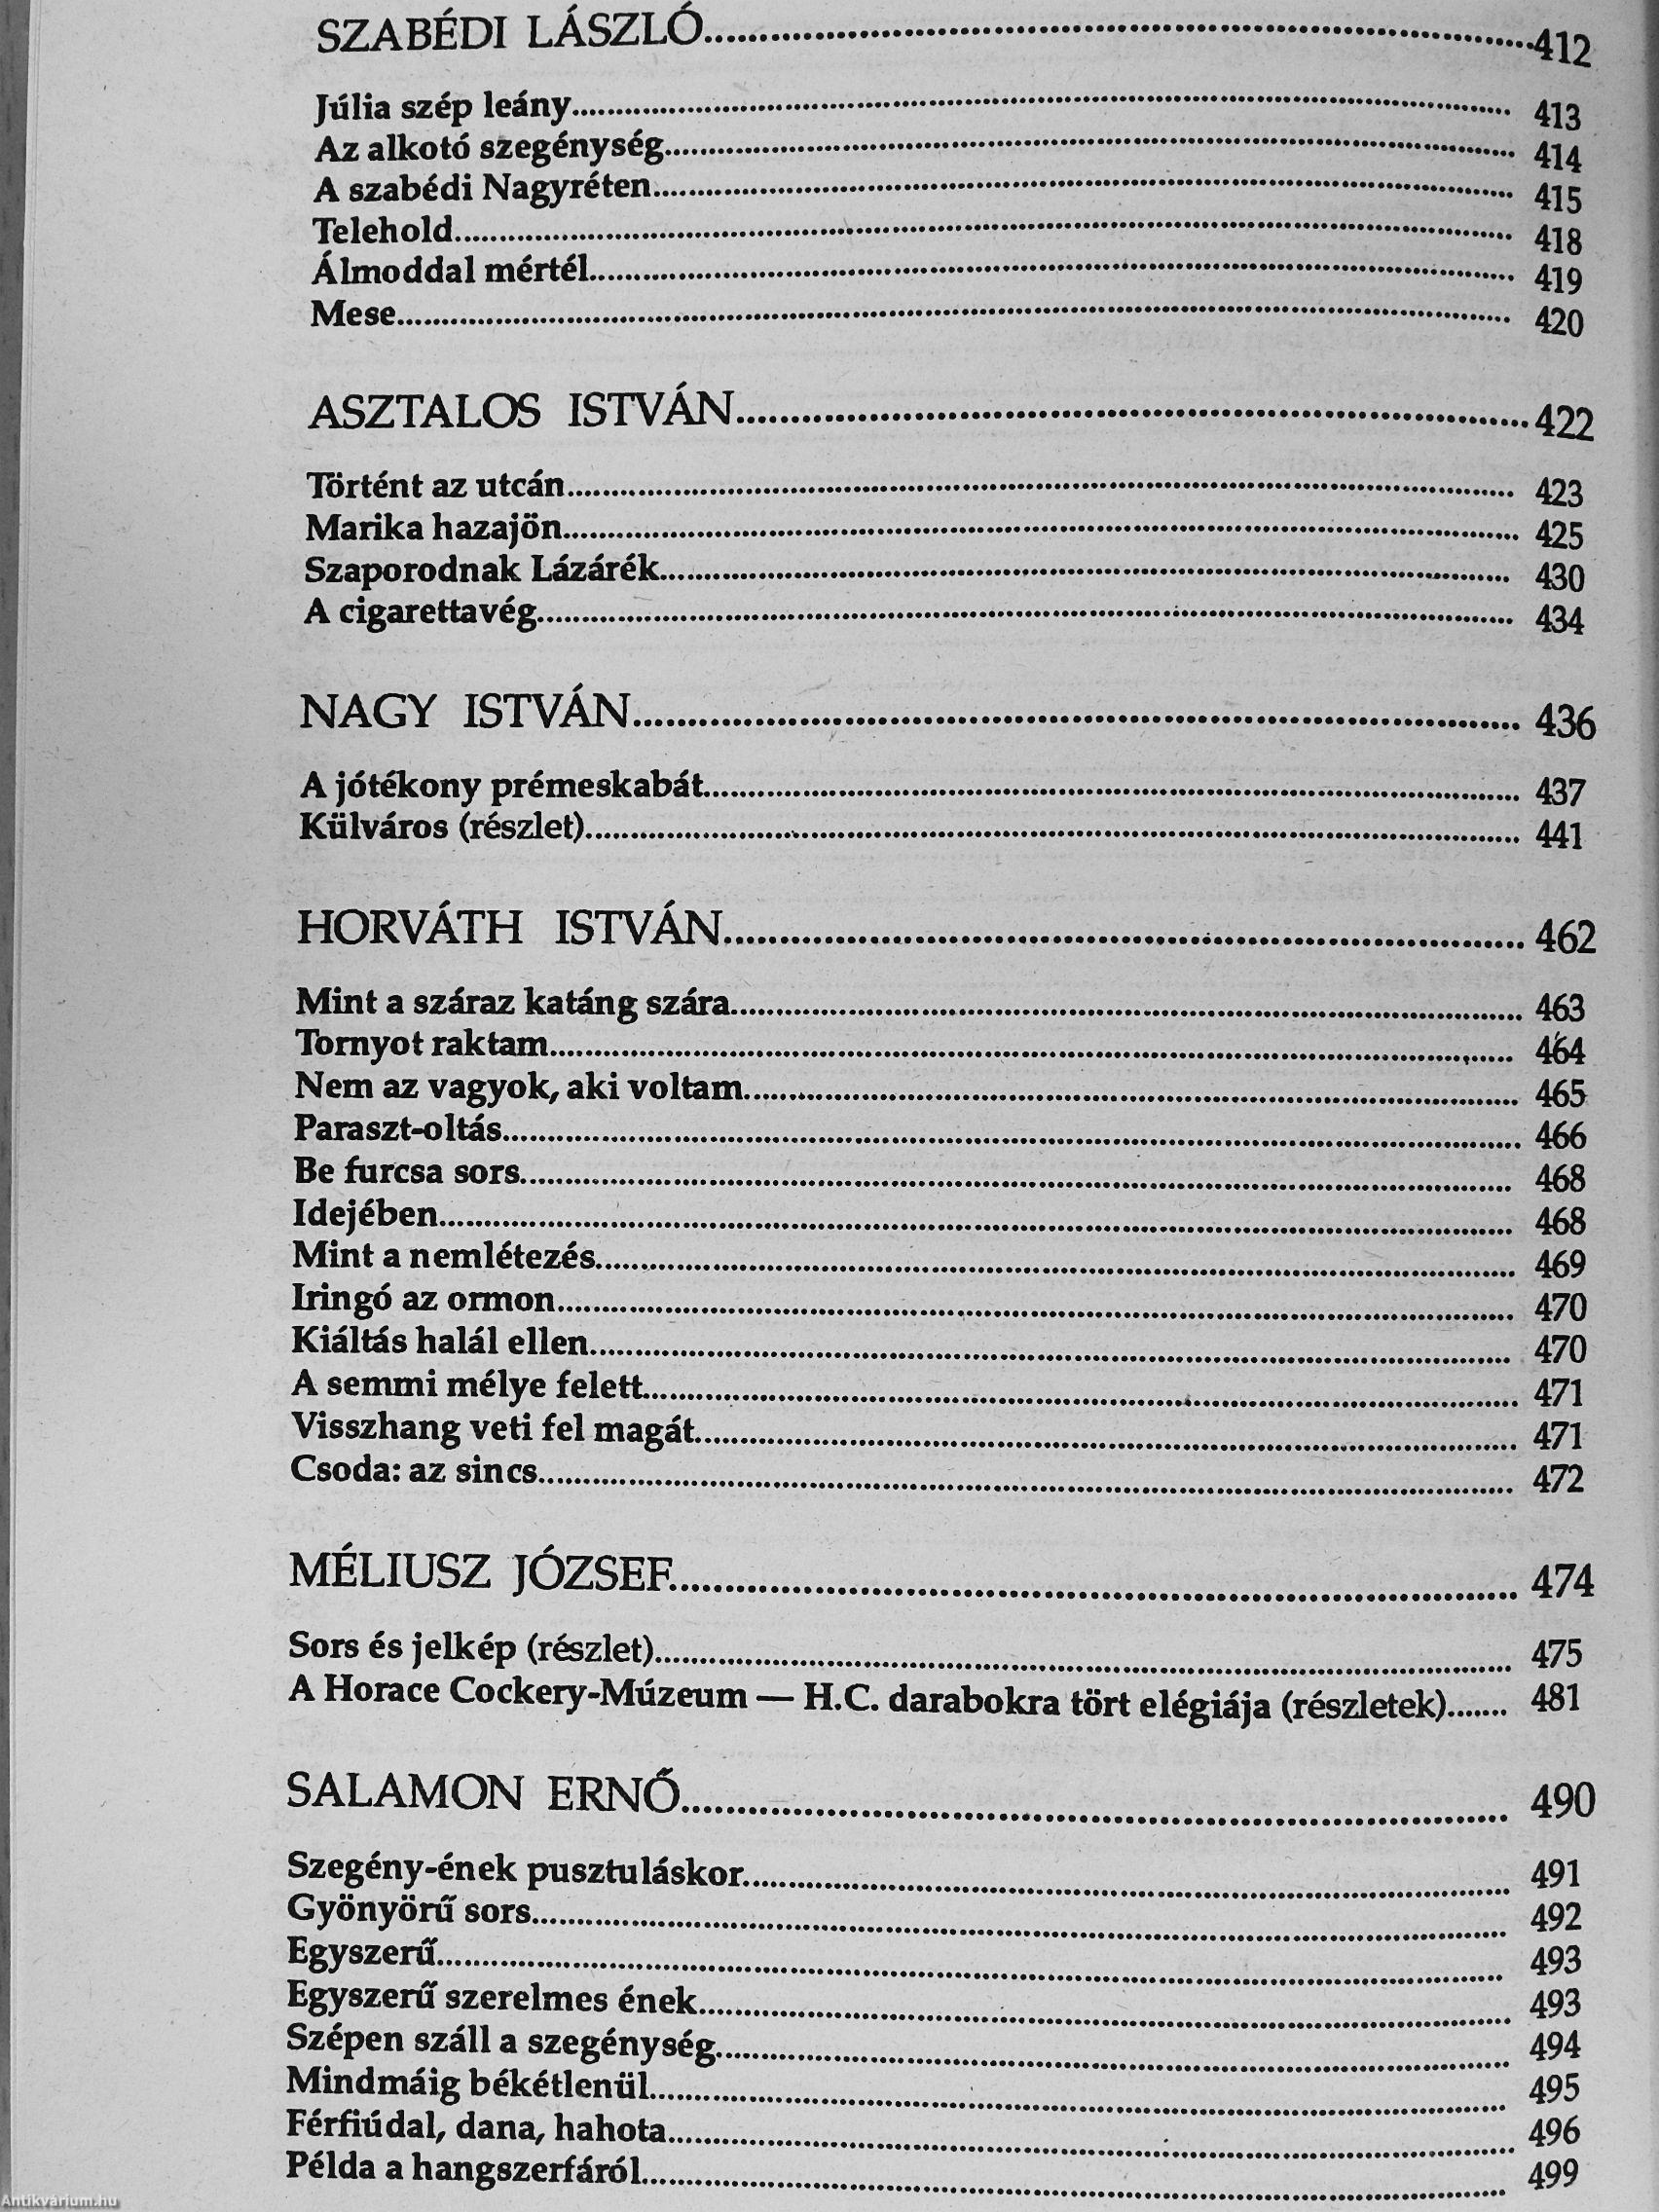 SZABÉDI LÁSZLÓ........412
Júlia szép leány........ 413
Az alkotó szegénység........ 414
A szabédi Nagyréten........ 415
Telehold........ 418
Álmoddal mértél........ 419
Mese........ 420
ASZTALOS ISTVÁN........422
Történt az utcán........ 423
Marika hazajön........ 425
Szaporodnak Lázárék........ 430
A cigarettavég........ 434
NAGY ISTVÁN........ 436
A jótékony prémeskabát........ 437
Külváros (részlet)........ 441
HORVÁTH ISTVÁN........ 462
Mint a száraz katáng szára........ 463
Tornyot raktam........ 464
Nem az vagyok, aki voltam........ 465
Paraszt-oltás........ 466
Be furcsa sors........ 468
Idejében........ 468
Mint a nemlétezés........ 469
Iringó az ormon........ 470
Kiáltás halál ellen........ 470
A semmi mélye felett........ 471
Visszhang veti fel magát........ 471
Csoda: az sincs........ 472
MÉLIUSZ JÓZSEF........ 474
Sors és jelkép (részlet)........ 475
A Horace Cockery-Múzeum — H.C. darabokra tört elégiája (részletek)....... 481
SALAMON ERNŐ........ 490
Szegény-ének pusztuláskor........ 491
Gyönyörű sors........ 492
Egyszerű........ 493
Egyszerű szerelmes ének........ 493
Szépen száll a szegénység........ 494
Mindmáig békétlenül........ 495
Férfiúdal, dana, hahota........ 496
Példa a hangszerfáról........ 499
Antikvarium.hu